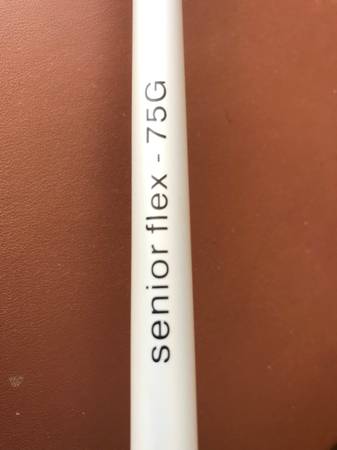 senior flex - 75G